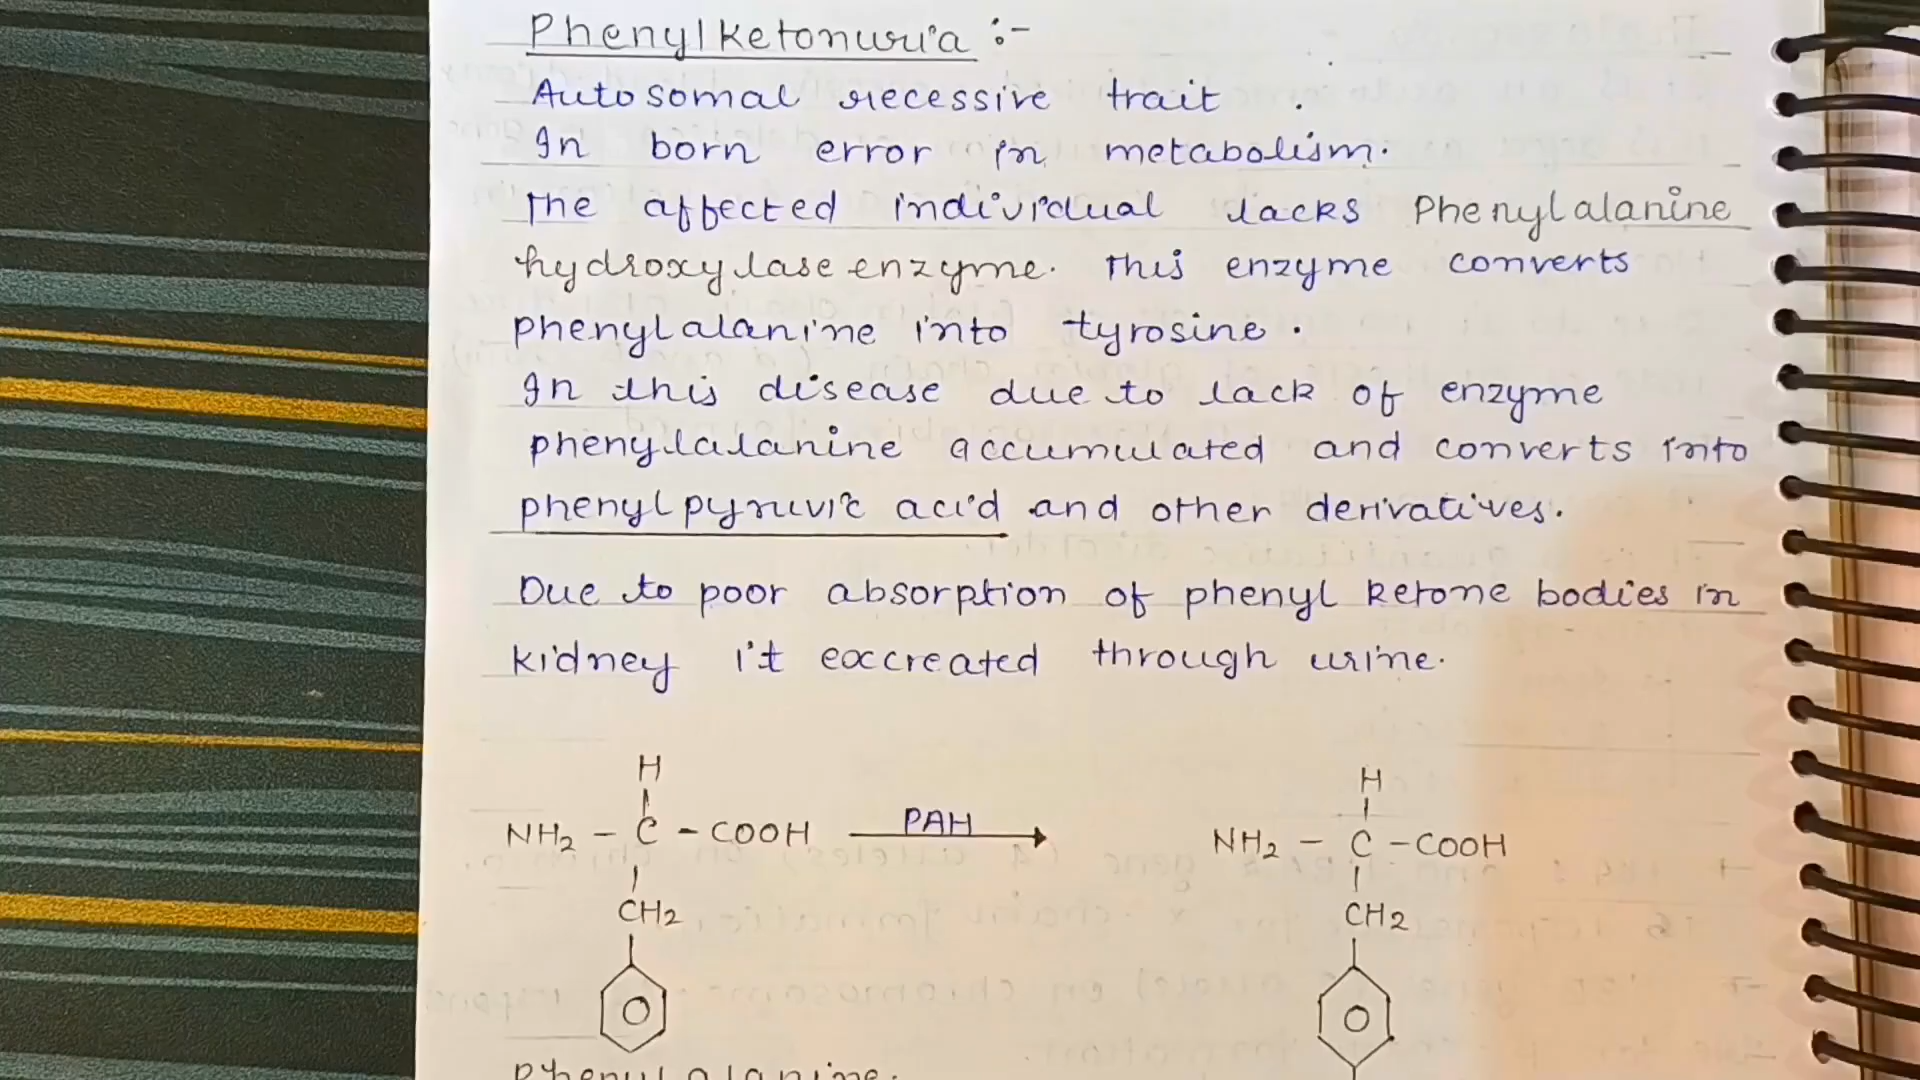 Phenylketonuria :-
Autosomal recessive trait .
In born error in metabolism.
The affected individual lacks Phenylalanine
hydroxylase enzyme. This enzyme converts
phenylalanine into tyrosine .
In this disease due to lack of enzyme
phenylalanine accumulated and converts into
phenylpyruvic acid and other derivatives.
Due to poor absorption of phenyl ketone bodies in
kidney it exccreated through urine.
H H
NH2 - C - COOH PAH NH2 - C - COOH
CH2 CH2
Phenylalanine.